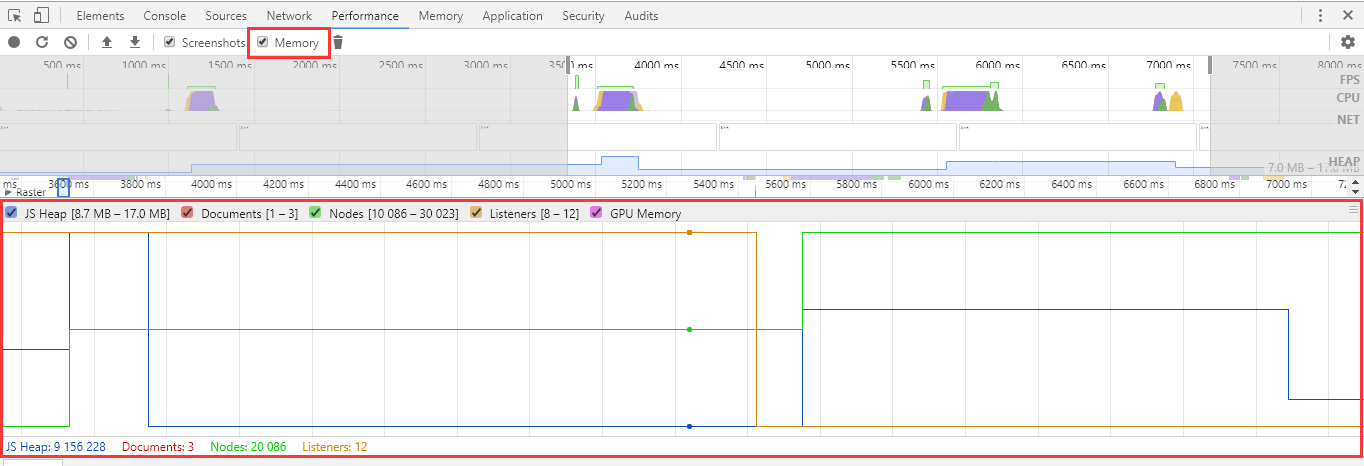 Elements Console Sources Network Performance Memory Application Security Audits
Screenshots Memory
500 ms 1000 ms 1500 ms 2000 ms 2500 ms 3000 ms 3500 ms 4000 ms 4500 ms 5000 ms 5500 ms 6000 ms 6500 ms 7000 ms 7500 ms 8000 ms
FPS
CPU
NET
HEAP
7.0 MB – 17.0 MB
ms 3600 ms 3800 ms 4000 ms 4200 ms 4400 ms 4600 ms 4800 ms 5000 ms 5200 ms 5400 ms 5600 ms 5800 ms 6000 ms 6200 ms 6400 ms 6600 ms 6800 ms 7000 ms
Raster
JS Heap [8.7 MB – 17.0 MB] Documents [1 – 3] Nodes [10 086 – 30 023] Listeners [8 – 12] GPU Memory
JS Heap: 9 156 228 Documents: 3 Nodes: 20 086 Listeners: 12